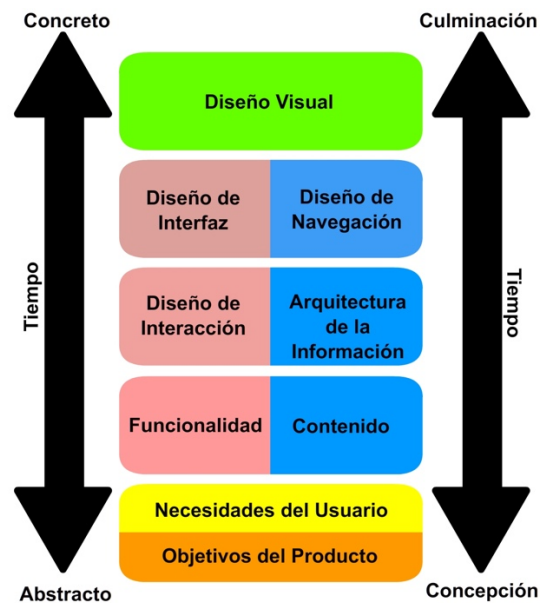 Concreto
Culminación
Diseño Visual
Diseño de
Interfaz
Diseño de
Navegación
Tiempo
Tiempo
Diseño de
Interacción
Arquitectura
de la
Información
Funcionalidad
Contenido
Necesidades del Usuario
Objetivos del Producto
Abstracto
Concepción